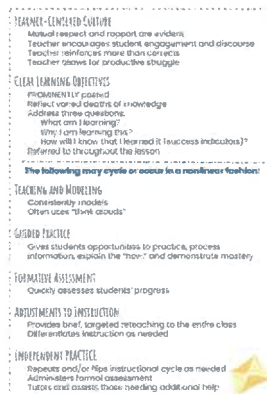 LEARNER-CENTERED CULTURE
Mutual respect and rapport are evident
Teacher encourages student engagement and discourse
Teacher reinforces more than corrects
Teacher allows for productive struggle
CLEAR LEARNING OBJECTIVES
PROMINENTLY posted
Reflect varied depths of knowledge
Address three questions:
What am I learning?
Why am I learning this?
How will I know that I learned it (success indicators)?
Referred to throughout the lesson
The following may cycle or occur in a nonlinear fashion:
TEACHING AND MODELING
Consistently models
Often uses "think alouds"
GUIDED PRACTICE
Gives students opportunities to practice, process
information, explain the "how," and demonstrate mastery
FORMATIVE ASSESSMENT
Quickly assesses students' progress
ADJUSTMENTS TO INSTRUCTION
Provides brief, targeted reteaching to the entire class
Differentiates instruction as needed
INDEPENDENT PRACTICE
Repeats and/or flips instructional cycle as needed
Administers formal assessment
Tutors and assists those needing additional help